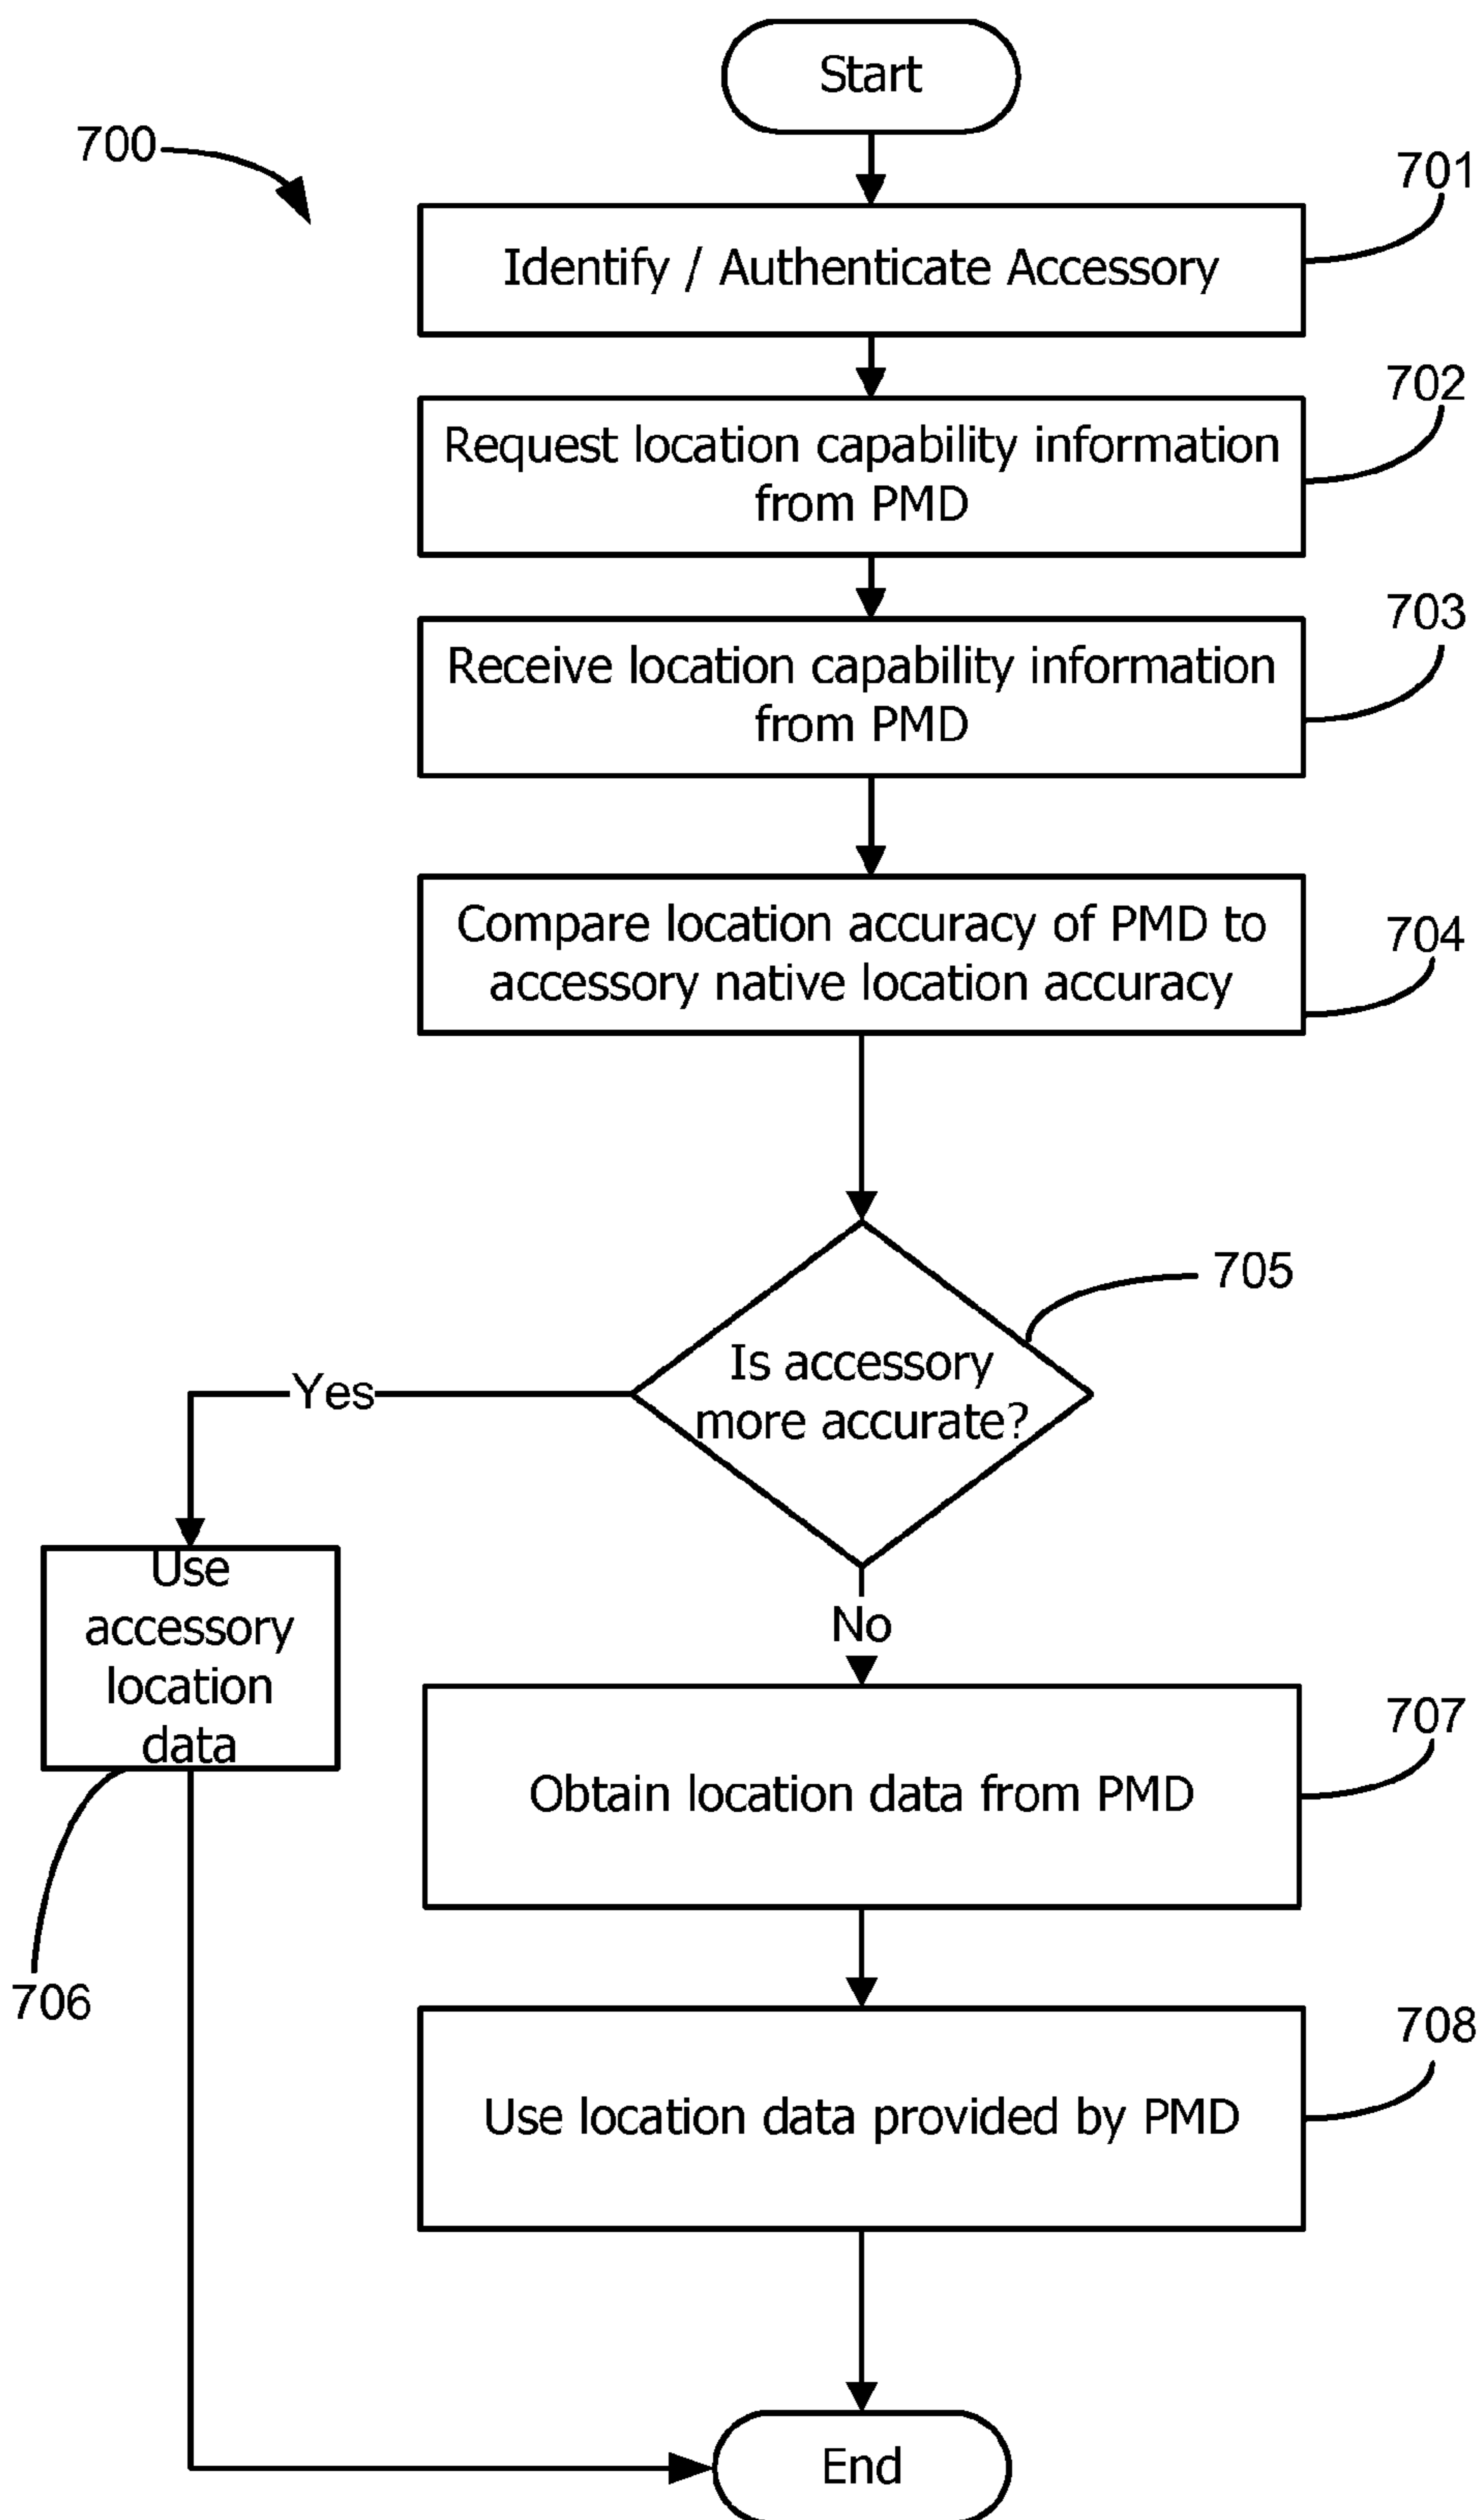 Start
700
701
Identify / Authenticate Accessory
702
Request location capability information
from PMD
703
Receive location capability information
from PMD
704
Compare location accuracy of PMD to
accessory native location accuracy
705
Is accessory
more accurate?
Yes
Use
accessory
location
data
No
706
707
Obtain location data from PMD
708
Use location data provided by PMD
End